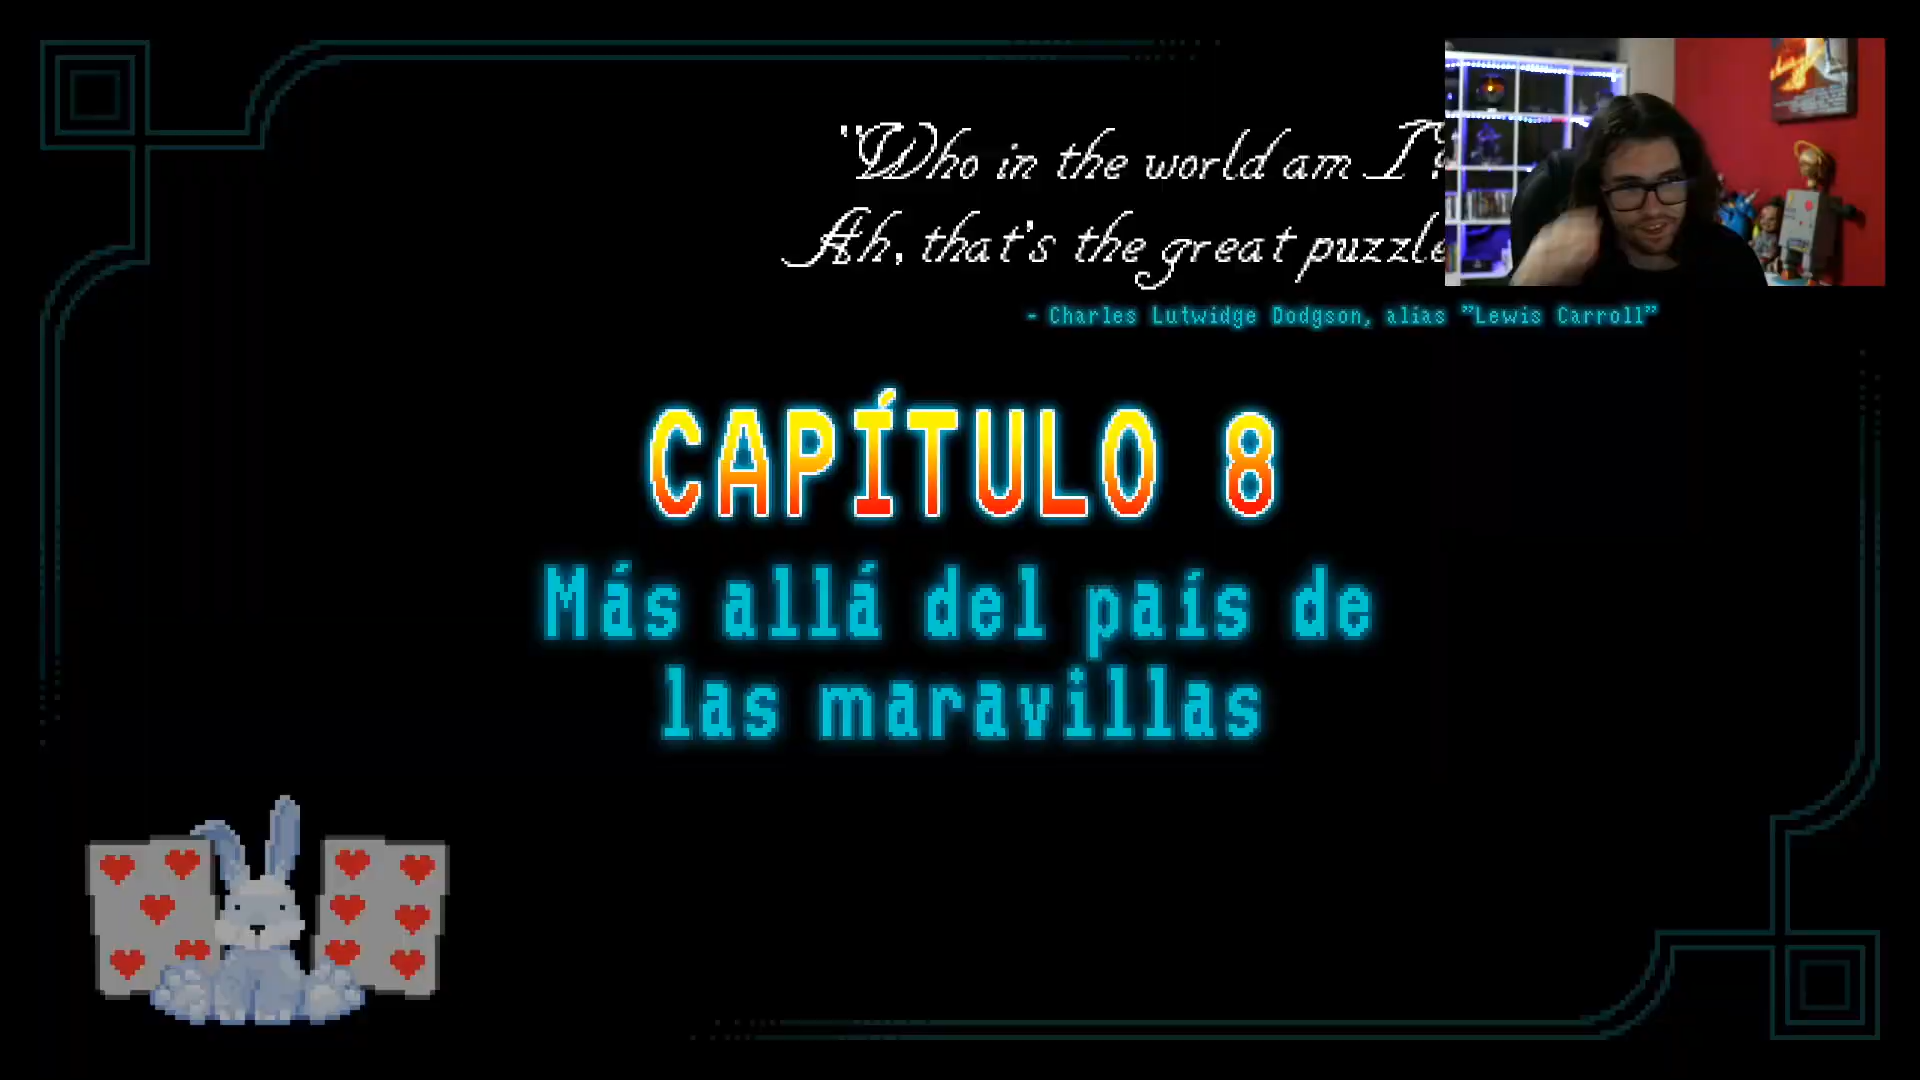 "Who in the world am I?
Ah, that's the great puzzle
- Charles Lutwidge Dodgson, alias "Lewis Carroll"
CAPÍTULO 8
Más allá del país de
las maravillas